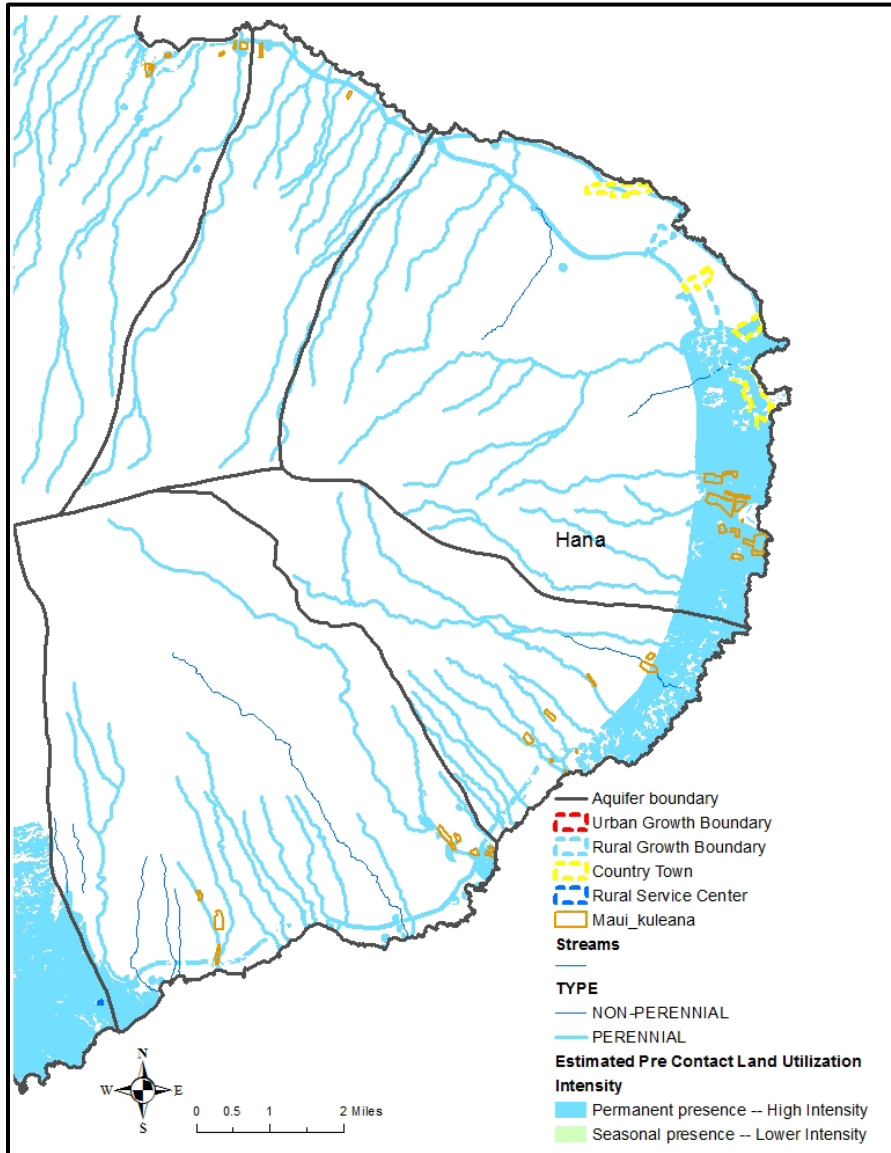 Hana
Aquifer boundary
Urban Growth Boundary
Rural Growth Boundary
Country Town
Rural Service Center
Maui_kuleana
Streams
TYPE
NON-PERENNIAL
PERENNIAL
Estimated Pre Contact Land Utilization
Intensity
Permanent presence -- High Intensity
Seasonal presence -- Lower Intensity
N
W E
S
0 0.5 1 2 Miles